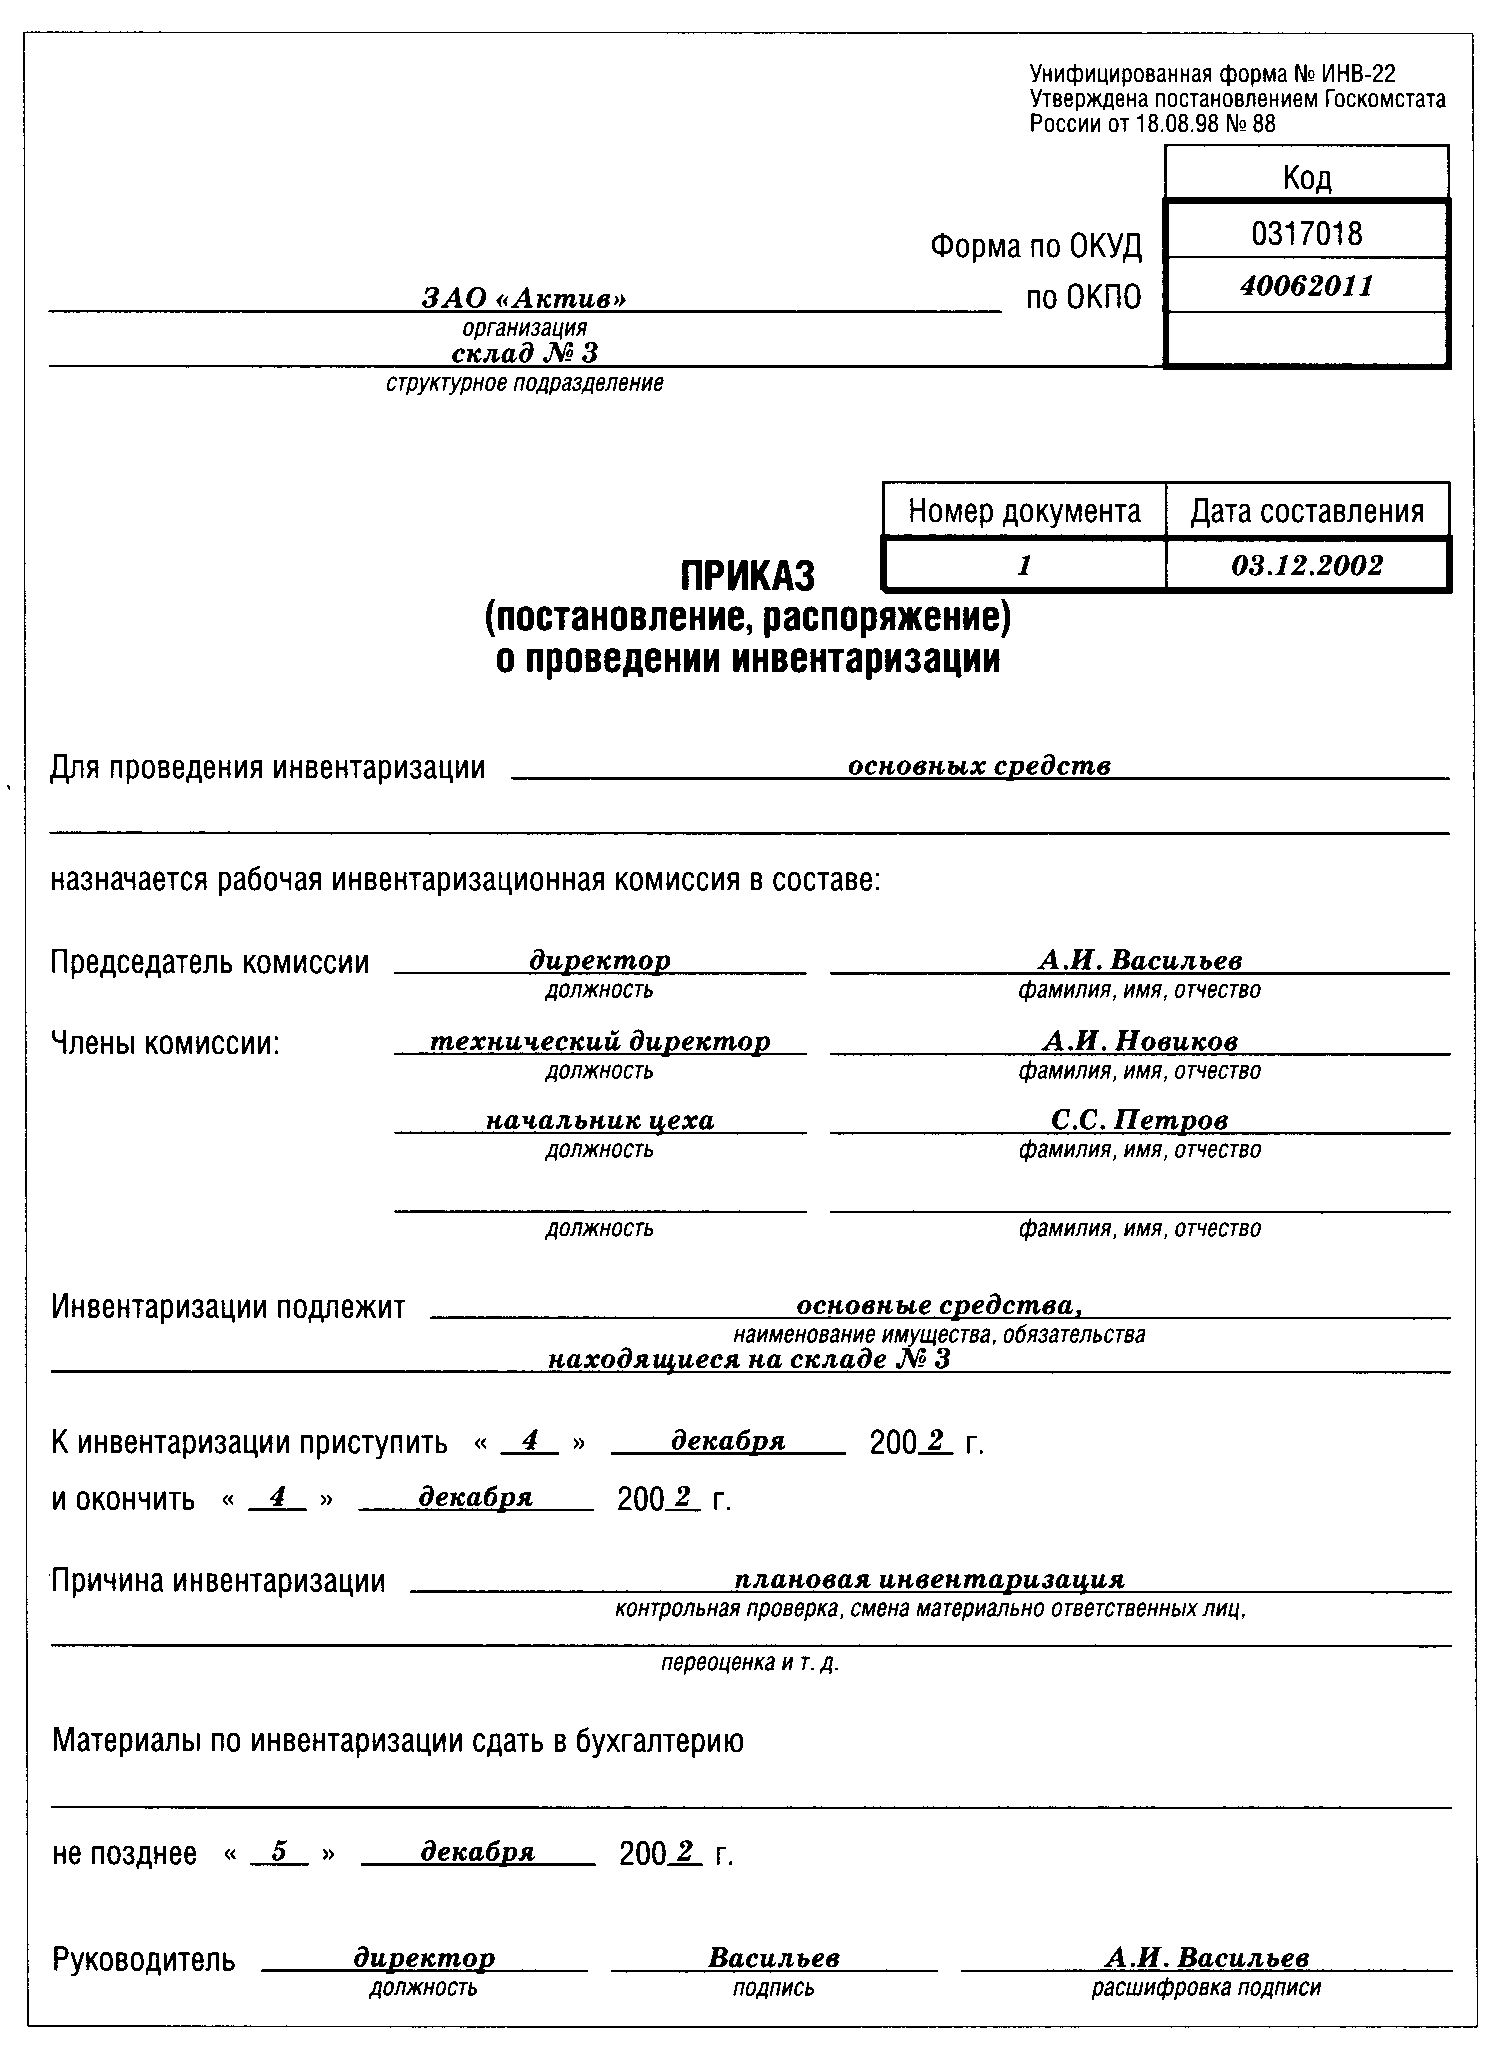 Унифицированная форма № ИНВ-22
Утверждена постановлением Госкомстата
России от 18.08.98 № 88
Код
Форма по ОКУД 0317018
ЗАО «Актив» по ОКПО 40062011
организация
склад № 3
структурное подразделение
Номер документа Дата составления
1 03.12.2002
ПРИКАЗ
(постановление, распоряжение)
о проведении инвентаризации
Для проведения инвентаризации основных средств
назначается рабочая инвентаризационная комиссия в составе:
Председатель комиссии директор А.И. Васильев
должность фамилия, имя, отчество
Члены комиссии: технический директор А.И. Новиков
должность фамилия, имя, отчество
начальник цеха С.С. Петров
должность фамилия, имя, отчество
должность фамилия, имя, отчество
Инвентаризации подлежит основные средства,
наименование имущества, обязательства
находящиеся на складе № 3
К инвентаризации приступить « 4 » декабря 2002 г.
и окончить « 4 » декабря 2002 г.
Причина инвентаризации плановая инвентаризация
контрольная проверка, смена материально ответственных лиц,
переоценка и т. д.
Материалы по инвентаризации сдать в бухгалтерию
не позднее « 5 » декабря 2002 г.
Руководитель директор Васильев А.И. Васильев
должность подпись расшифровка подписи